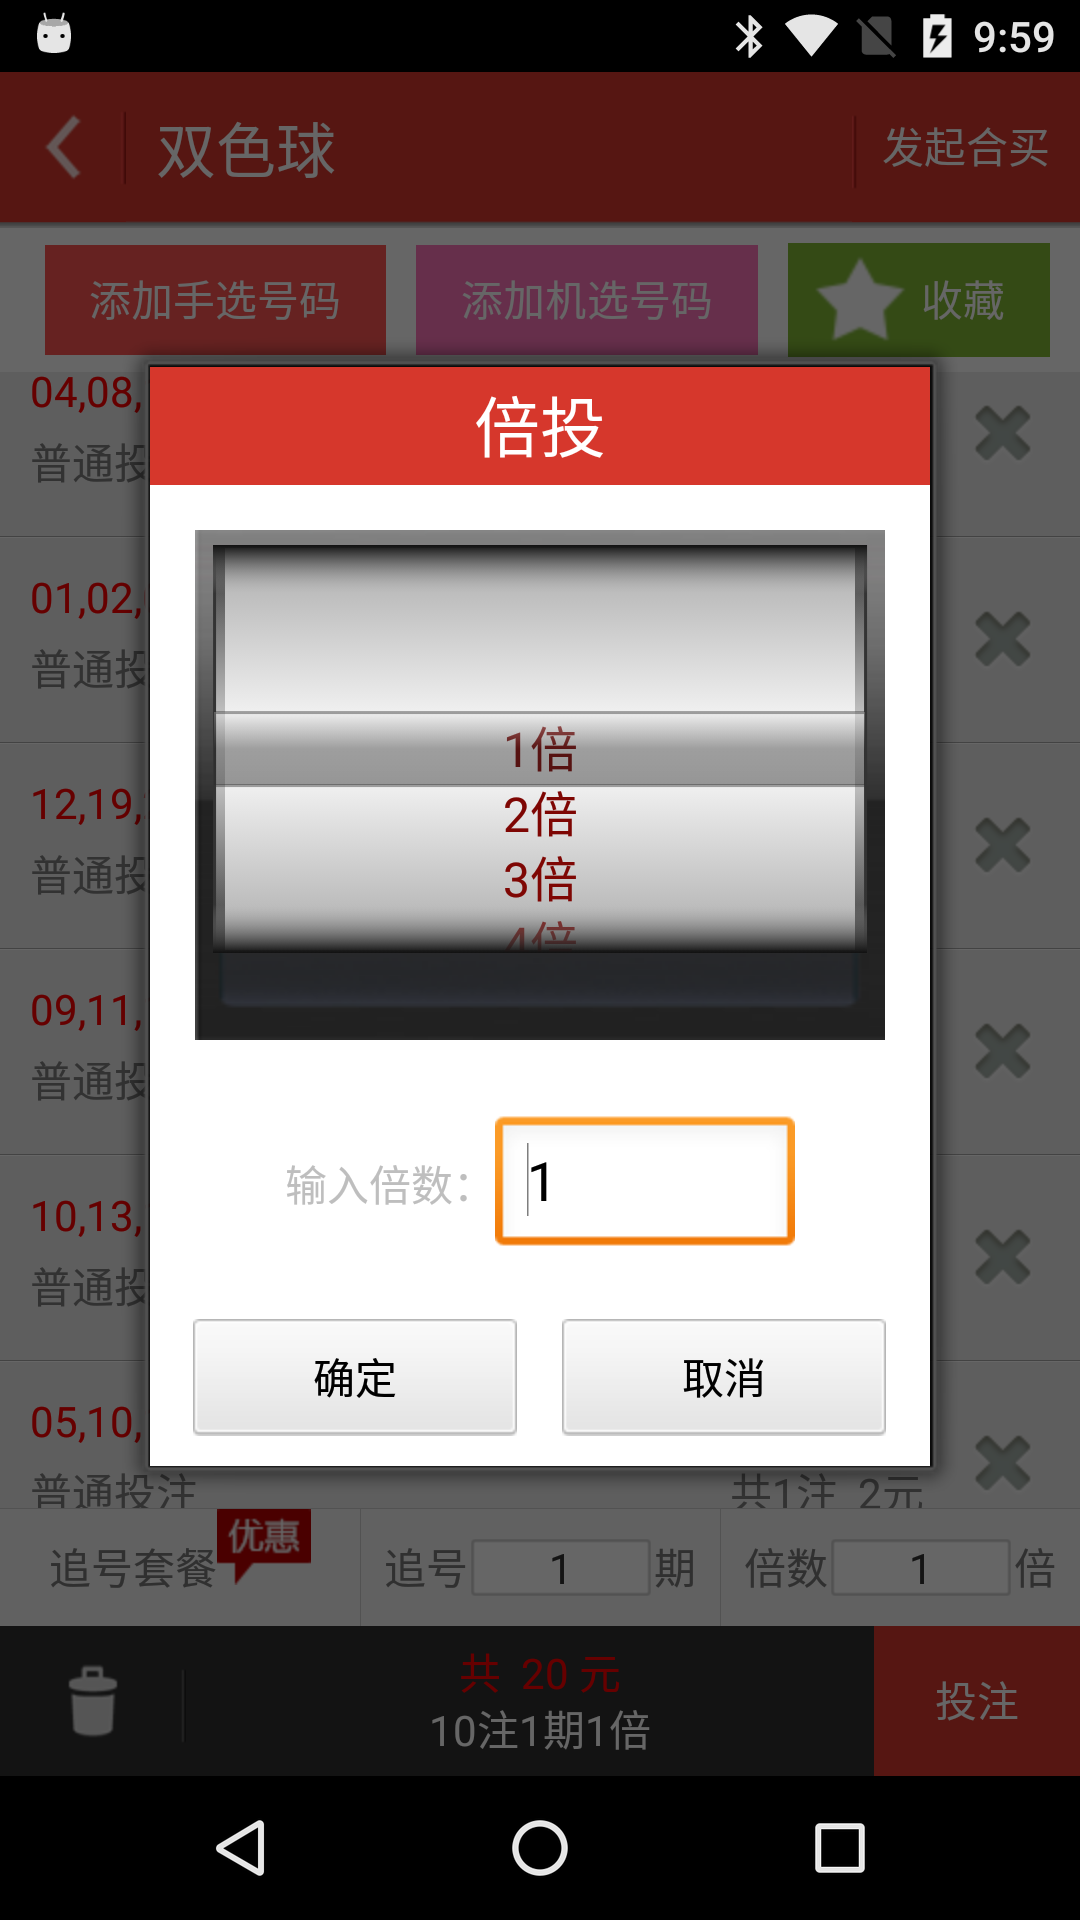 9:59
双色球
发起合买
添加手选号码
添加机选号码
收藏
04,08,
普通投
倍投
01,02,
普通投
1倍
12,19,
2倍
普通投
3倍
4倍
09,11,
普通投
输入倍数:
1
10,13,
普通投
确定
取消
05,10,
普通投注
共1注 2元
追号套餐
优惠
追号 1 期
倍数 1 倍
共 20 元
10注1期1倍
投注